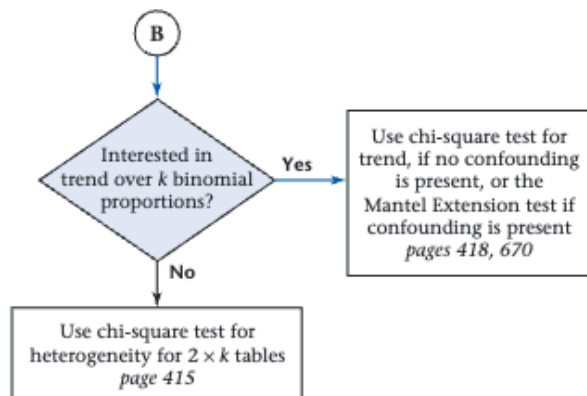 B
Interested in
trend over k binomial
proportions?
Yes
Use chi-square test for
trend, if no confounding
is present, or the
Mantel Extension test if
confounding is present
pages 418, 670
No
Use chi-square test for
heterogeneity for 2 × k tables
page 415